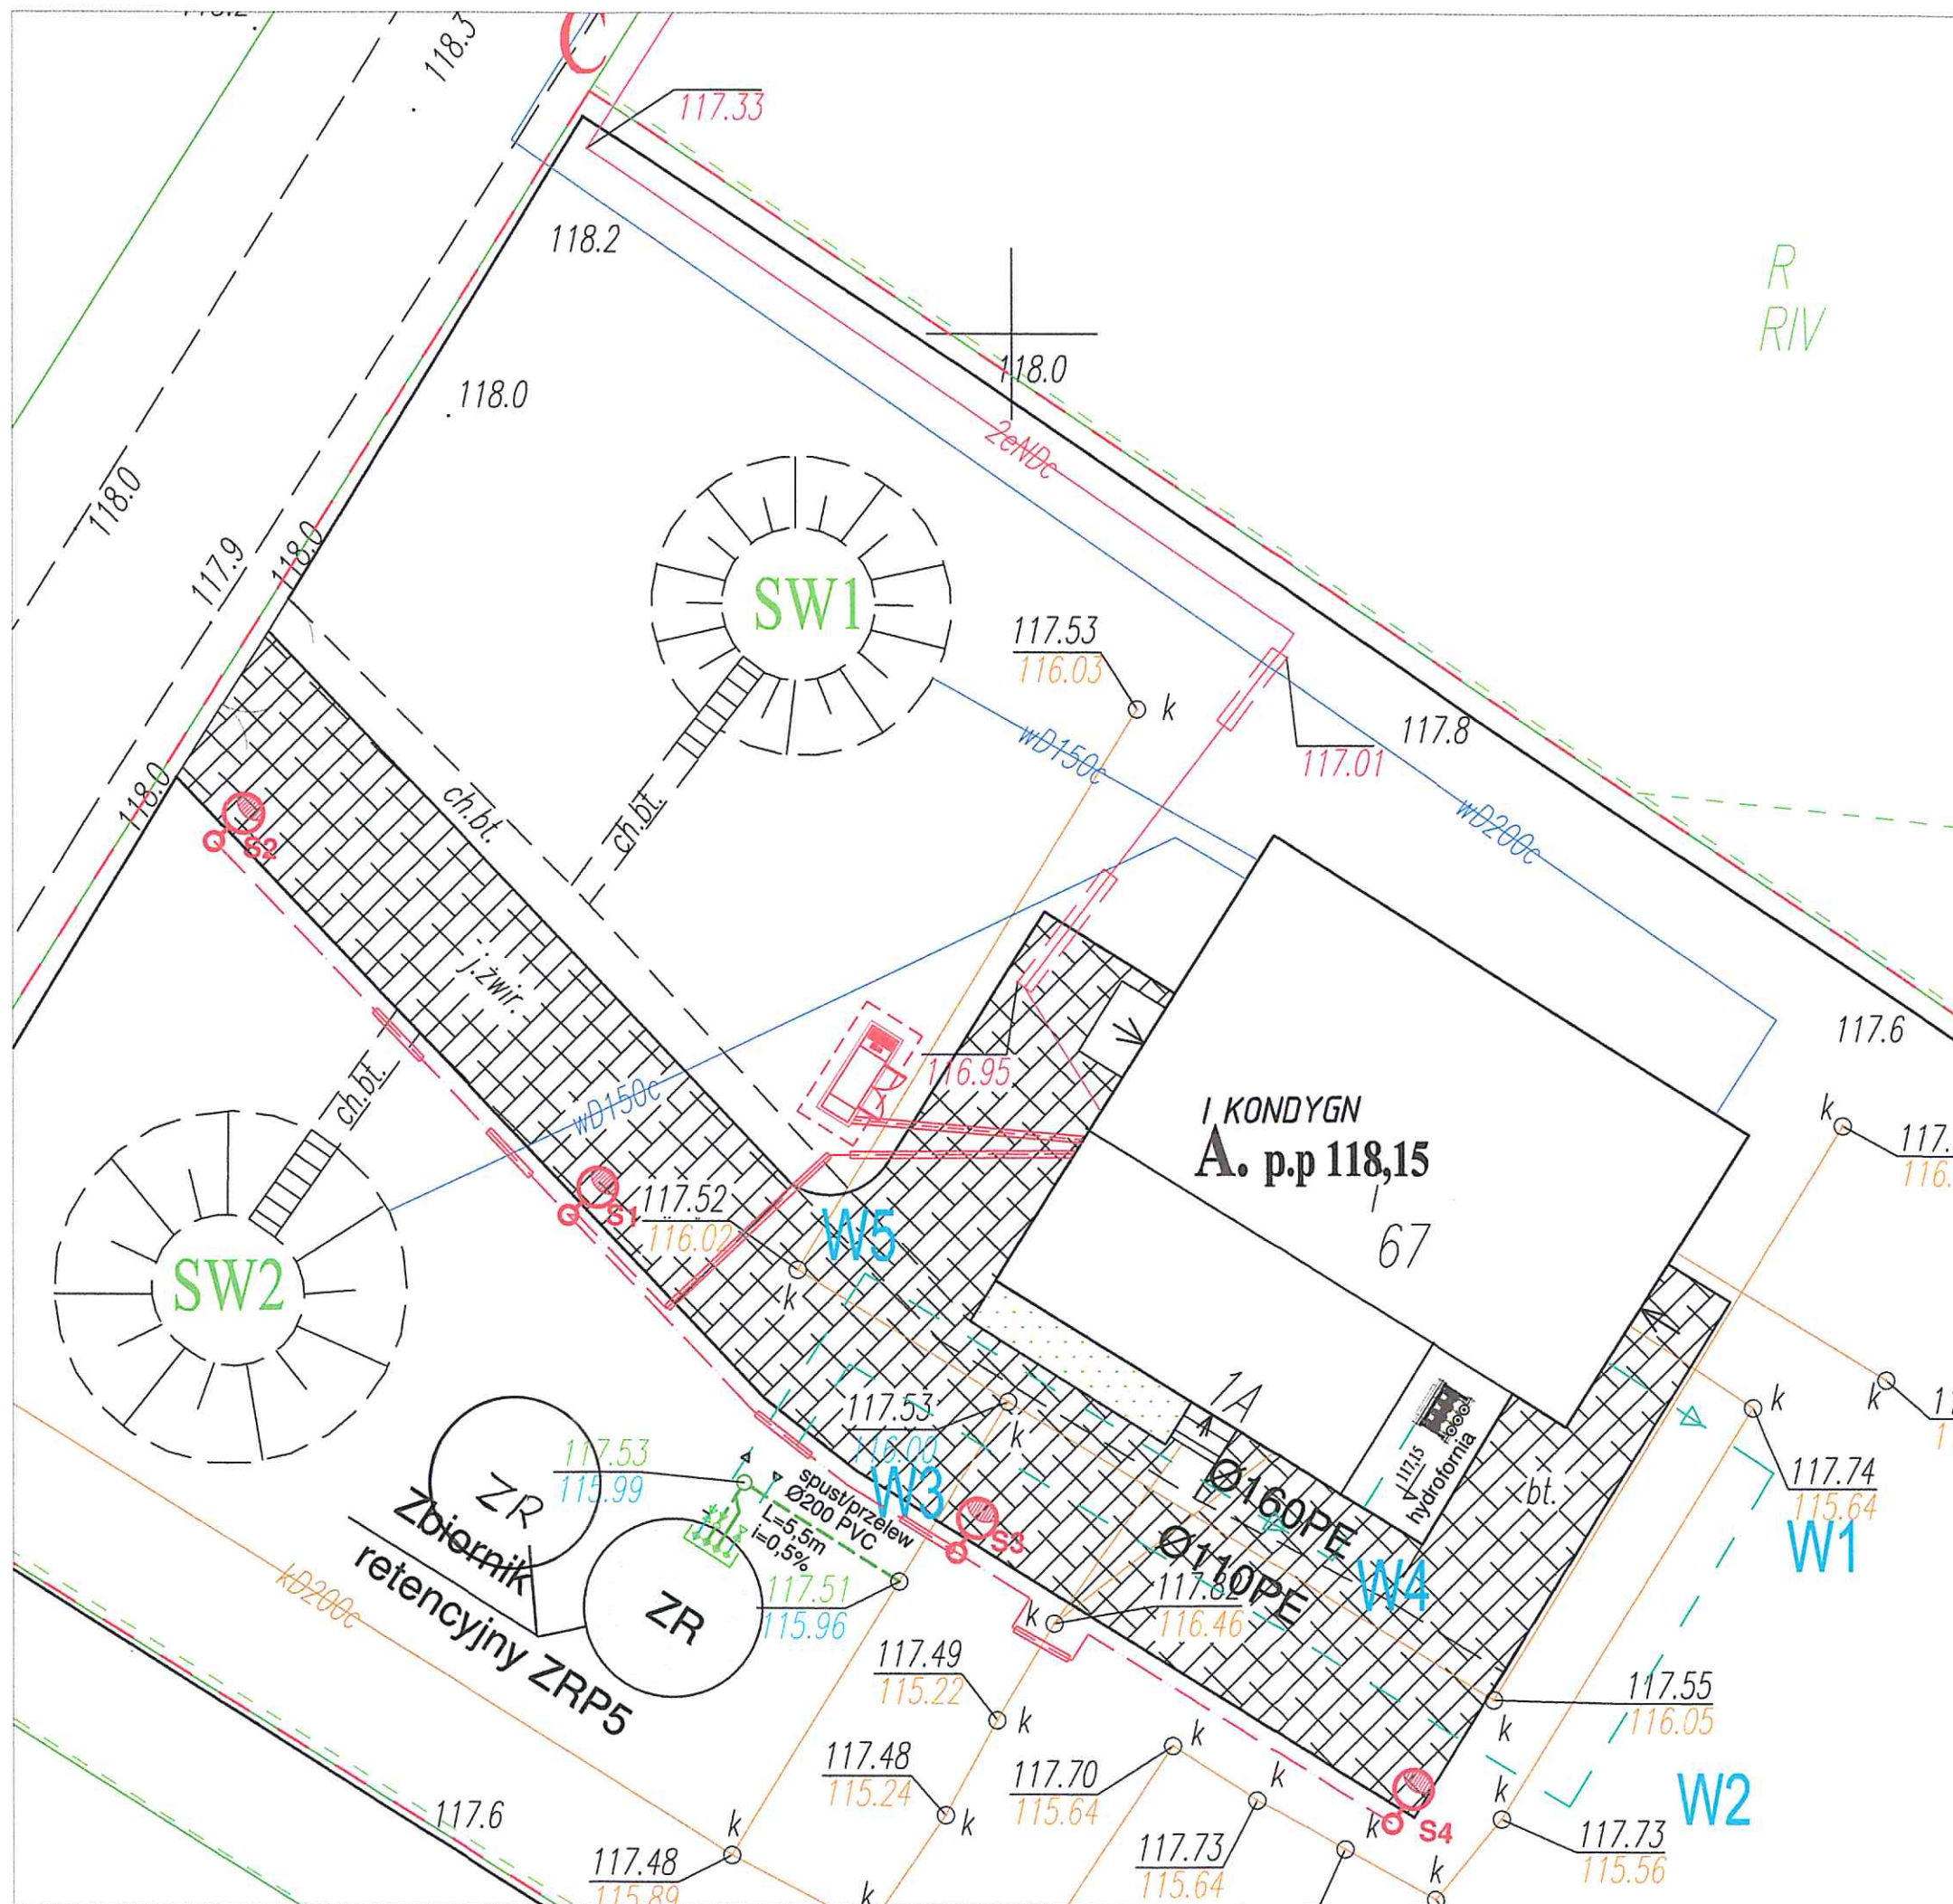 118.3
C
117.33
118.2
R
RIV
118.0
118.0
2eNDc
118.0
117.9
118.0
SW1
117.53
116.03
k
117.8
117.01
wD150c
118.0
ch.bt.
ch.bt.
wD200c
S2
j.żwir.
117.6
116.95
ch.bt.
wD150c
I KONDYGN
A. p.p 118,15
67
k
117.
116.
S1
117.52
116.02
W5
k
SW2
1A
k
k
117.53
116.00
k
117.53
115.99
W3
spust/przelew
Ø200 PVC
L=5,5m
i=0,5%
117,15
hydrofornia
bt.
117.74
115.64
W1
ZR
Zbiornik
retencyjny ZRP5
ZR
S3
Ø160PE
Ø110PE
W4
kD200c
117.51
115.96
k
116.46
117.49
115.22
k
117.55
116.05
k
117.48
115.24
k
117.70
115.64
k
k
W2
117.6
k
117.48
115.89
k
117.73
115.64
k
S4
k
117.73
115.56
k